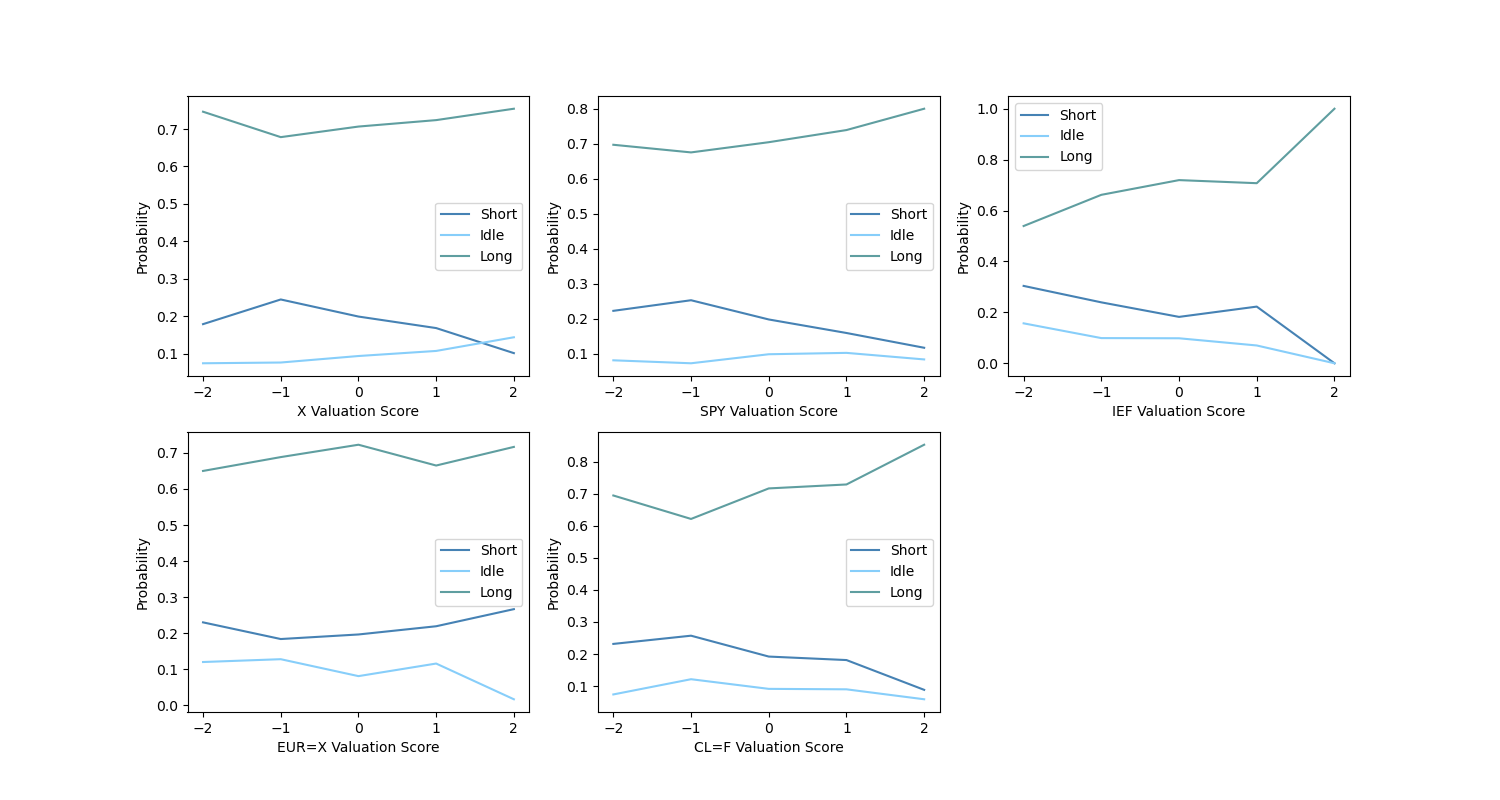 0.7
0.6
0.5
0.4
0.3
0.2
0.1
Probability
Short
Idle
Long
−2 −1 0 1 2
X Valuation Score
0.8
0.7
0.6
0.5
0.4
0.3
0.2
0.1
Probability
Short
Idle
Long
−2 −1 0 1 2
SPY Valuation Score
1.0
0.8
0.6
0.4
0.2
0.0
Probability
Short
Idle
Long
−2 −1 0 1 2
IEF Valuation Score
0.7
0.6
0.5
0.4
0.3
0.2
0.1
0.0
Probability
Short
Idle
Long
−2 −1 0 1 2
EUR=X Valuation Score
0.8
0.7
0.6
0.5
0.4
0.3
0.2
0.1
Probability
Short
Idle
Long
−2 −1 0 1 2
CL=F Valuation Score